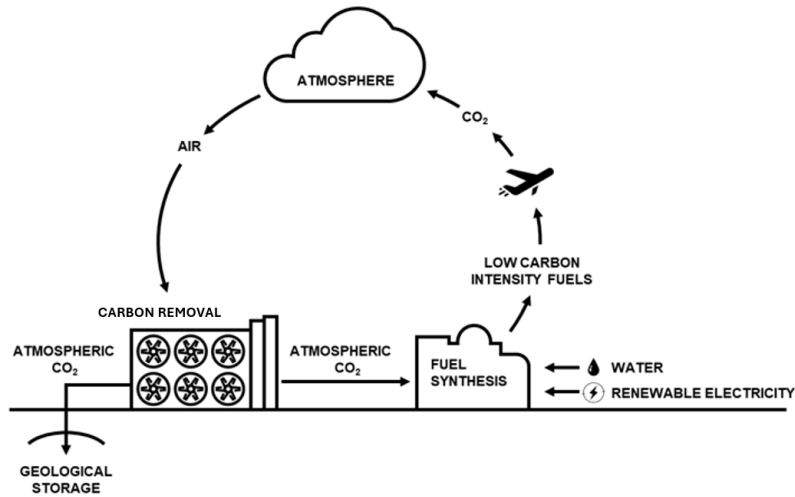 ATMOSPHERE
CO₂
AIR
LOW CARBON
INTENSITY FUELS
CARBON REMOVAL
ATMOSPHERIC
CO₂
ATMOSPHERIC
CO₂
FUEL
SYNTHESIS
WATER
RENEWABLE ELECTRICITY
GEOLOGICAL
STORAGE